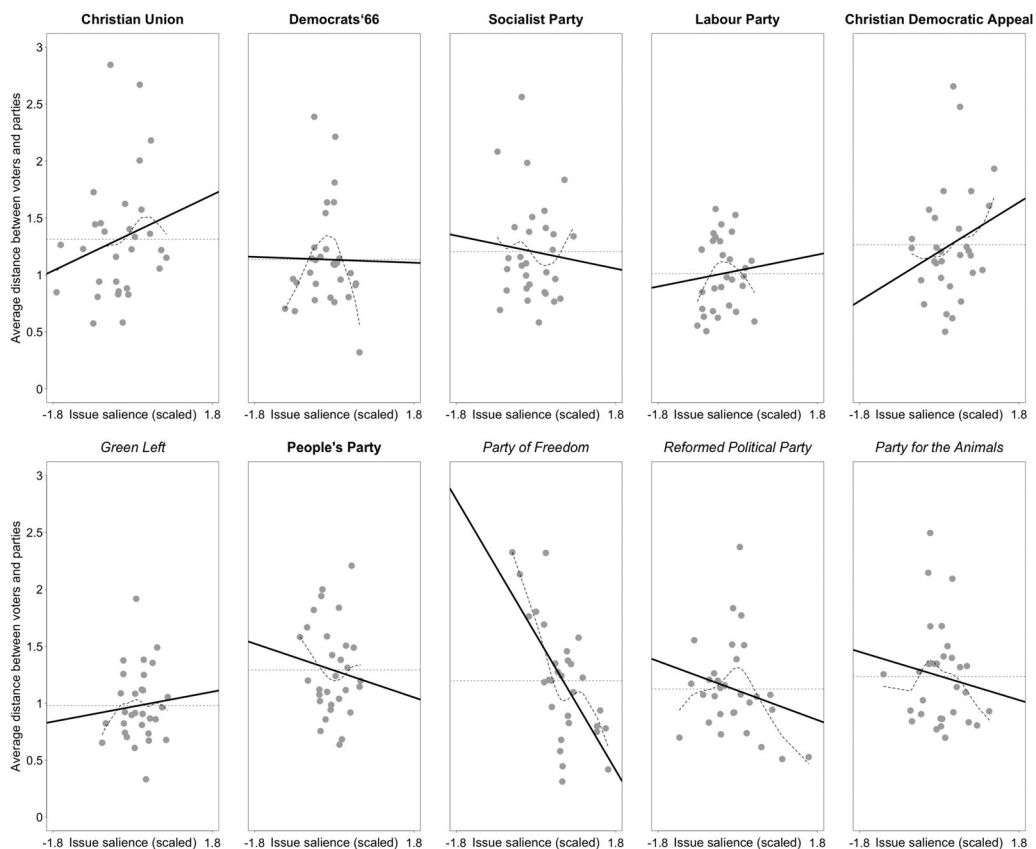 Christian Union Democrats‘66 Socialist Party Labour Party Christian Democratic Appeal
Average distance between voters and parties
3
2.5
2
1.5
1
0.5
0
-1.8 Issue salience (scaled) 1.8 -1.8 Issue salience (scaled) 1.8 -1.8 Issue salience (scaled) 1.8 -1.8 Issue salience (scaled) 1.8 -1.8 Issue salience (scaled) 1.8
Green Left People's Party Party of Freedom Reformed Political Party Party for the Animals
Average distance between voters and parties
3
2.5
2
1.5
1
0.5
0
-1.8 Issue salience (scaled) 1.8 -1.8 Issue salience (scaled) 1.8 -1.8 Issue salience (scaled) 1.8 -1.8 Issue salience (scaled) 1.8 -1.8 Issue salience (scaled) 1.8